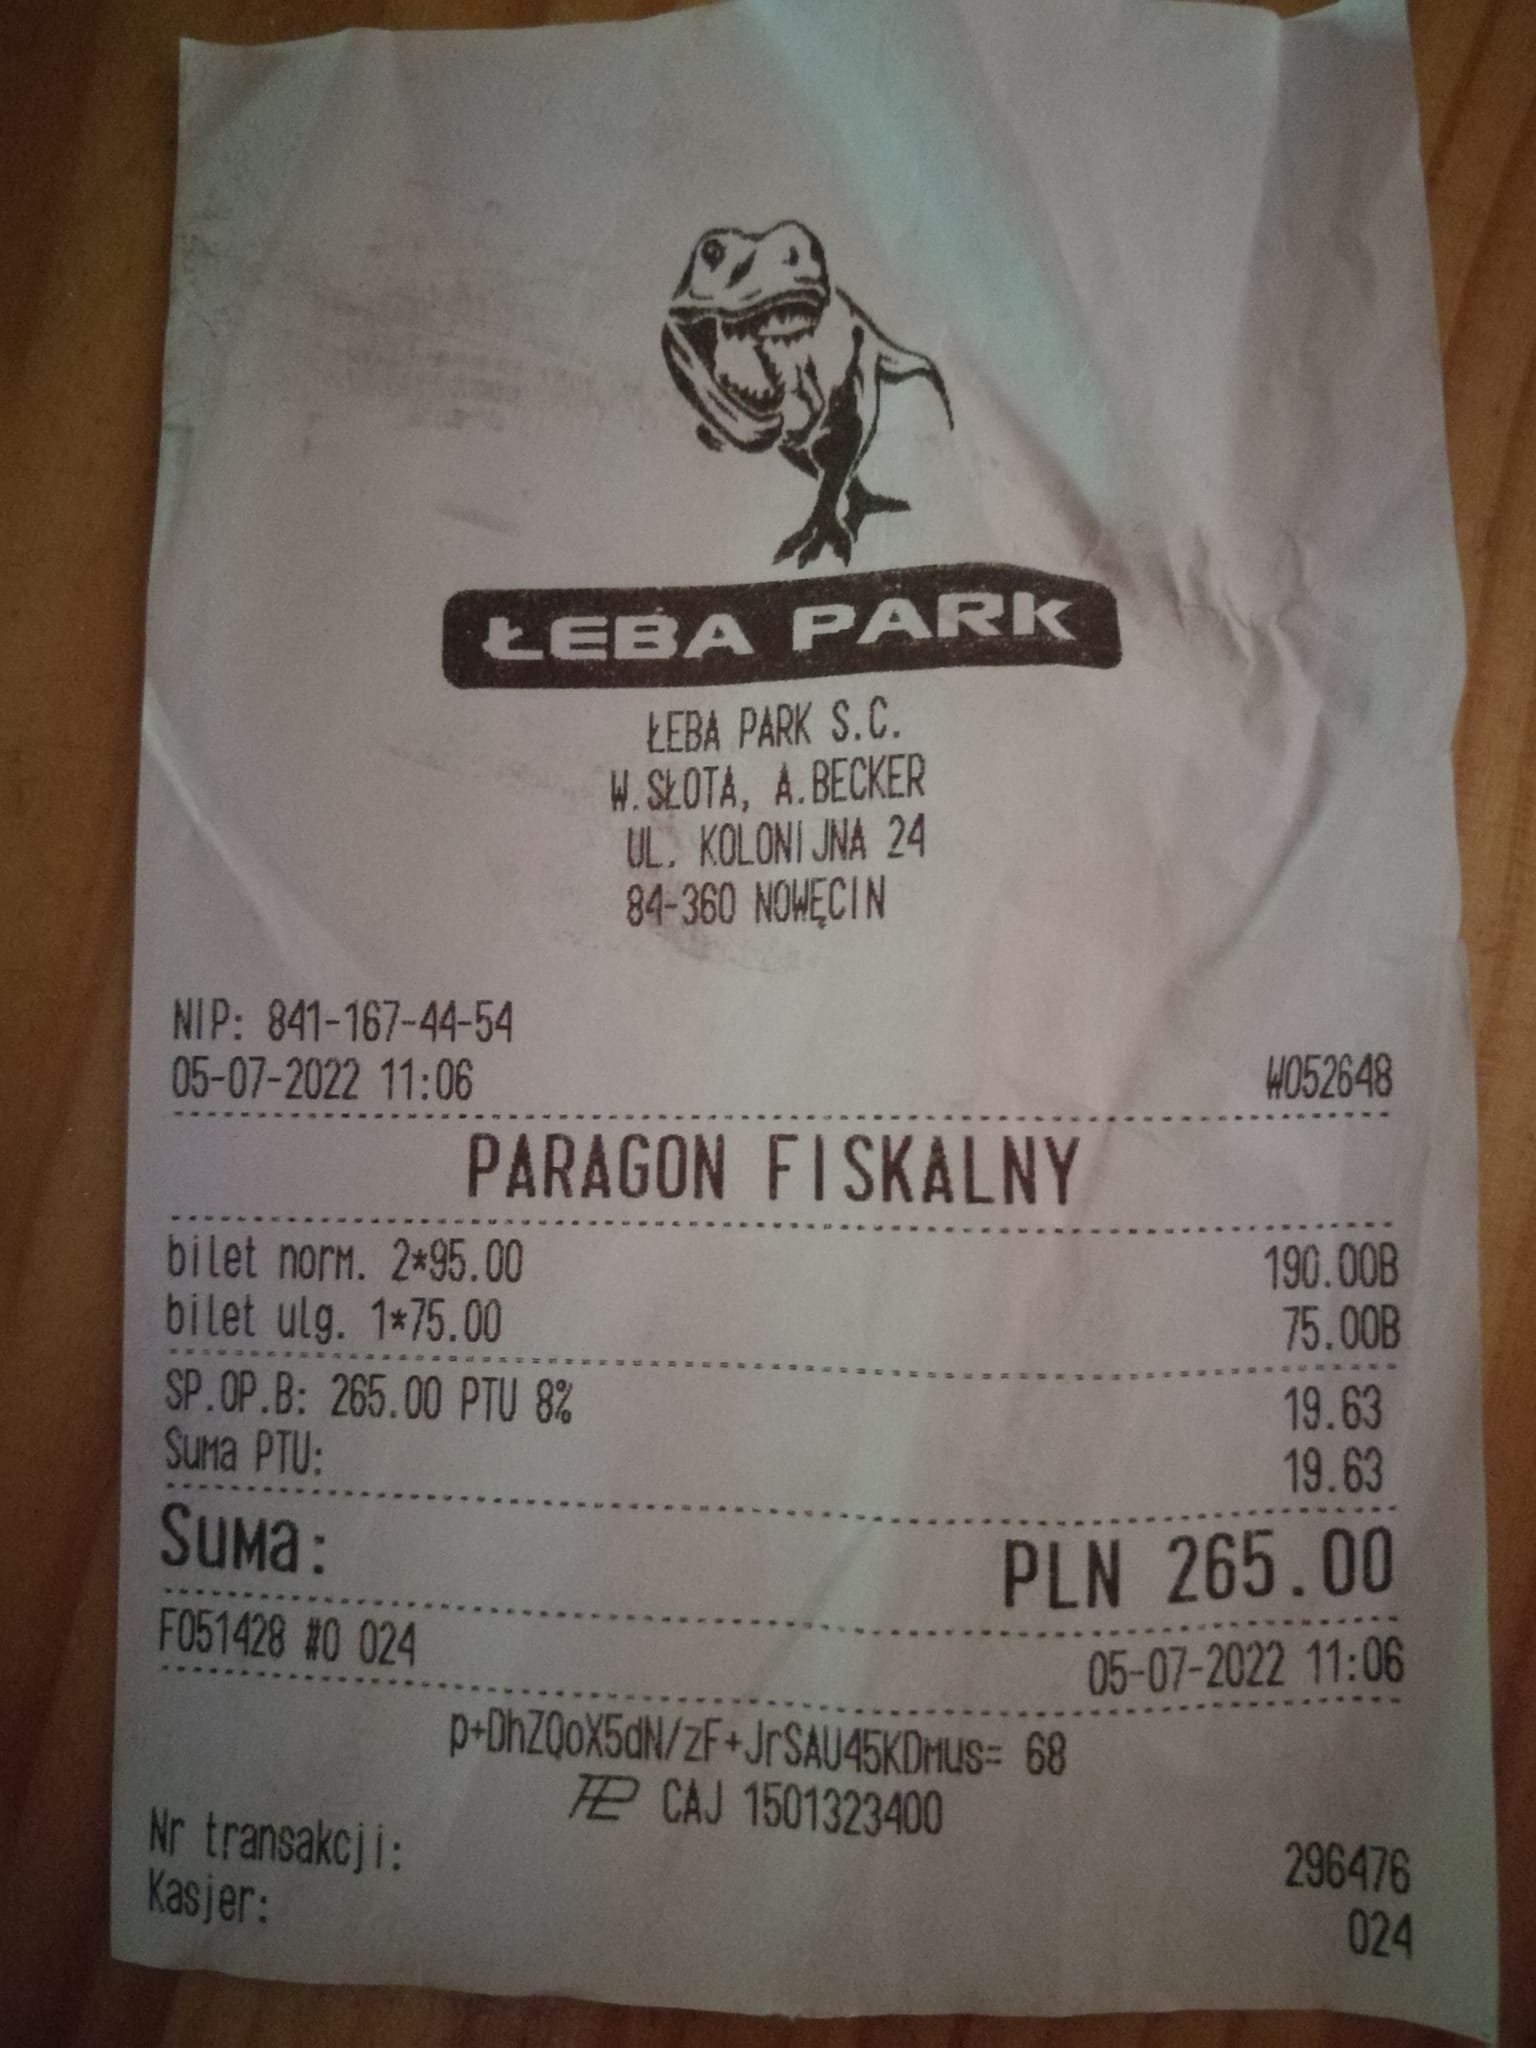 ŁEBA PARK
ŁEBA PARK S.C.
W.SŁOTA, A.BECKER
UL. KOLONIJNA 24
84-360 NOWĘCIN
NIP: 841-167-44-54
05-07-2022 11:06 W052648
PARAGON FISKALNY
bilet norm. 2*95.00 190.00B
bilet ulg. 1*75.00 75.00B
SP.OP.B: 265.00 PTU 8% 19.63
Suma PTU: 19.63
Suma: PLN 265.00
F051428 #0 024 05-07-2022 11:06
p+DhZQoX5dN/zF+JrSAU45KDmus= 68
PL CAJ 1501323400
Nr transakcji: 296476
Kasjer: 024